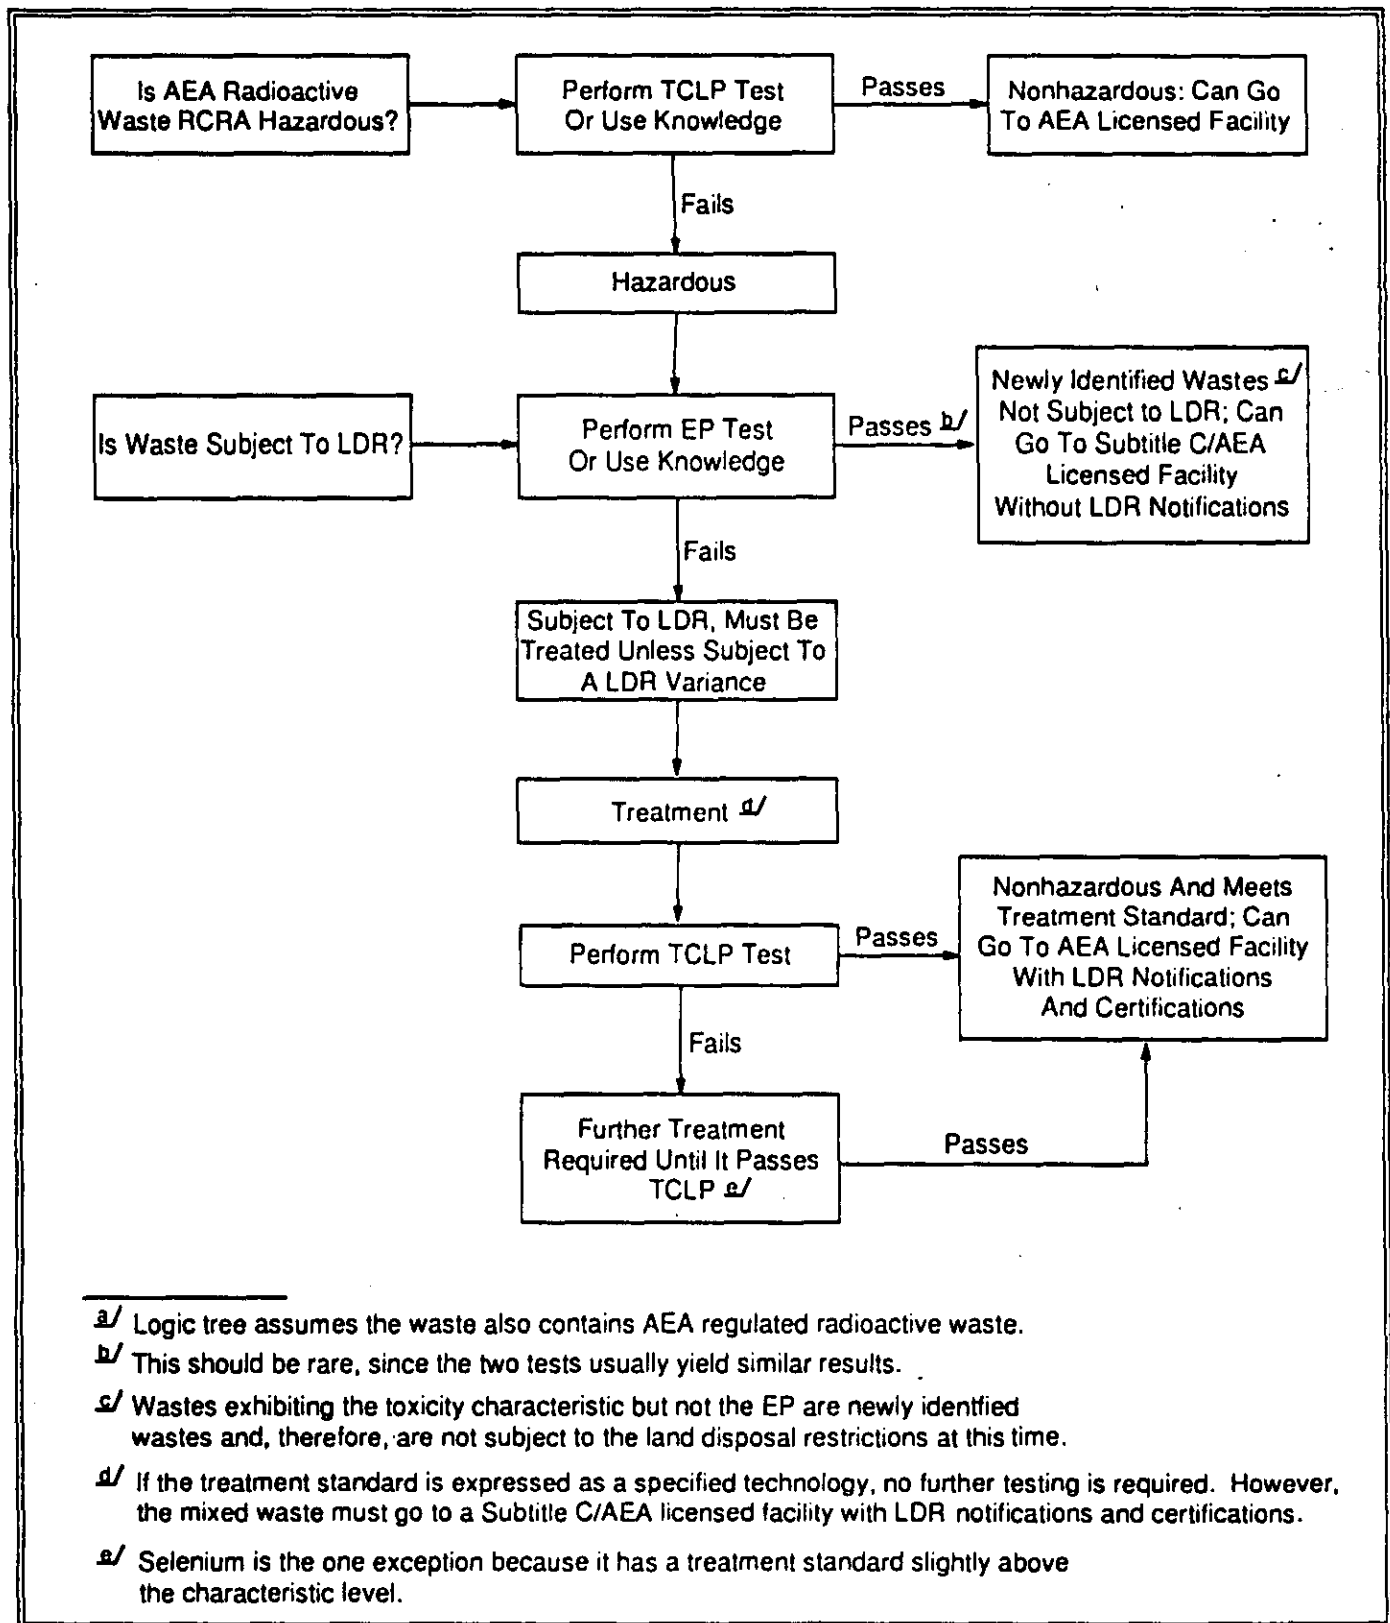 Is AEA Radioactive
Waste RCRA Hazardous?
Perform TCLP Test
Or Use Knowledge
Passes
Nonhazardous: Can Go
To AEA Licensed Facility
Fails
Hazardous
Is Waste Subject To LDR?
Perform EP Test
Or Use Knowledge
Passes b/
Newly Identified Wastes c/
Not Subject to LDR; Can
Go To Subtitle C/AEA
Licensed Facility
Without LDR Notifications
Fails
Subject To LDR, Must Be
Treated Unless Subject To
A LDR Variance
Treatment d/
Perform TCLP Test
Passes
Nonhazardous And Meets
Treatment Standard; Can
Go To AEA Licensed Facility
With LDR Notifications
And Certifications
Fails
Further Treatment
Required Until It Passes
TCLP e/
Passes
a/ Logic tree assumes the waste also contains AEA regulated radioactive waste.
b/ This should be rare, since the two tests usually yield similar results.
c/ Wastes exhibiting the toxicity characteristic but not the EP are newly identfied
wastes and, therefore, are not subject to the land disposal restrictions at this time.
d/ If the treatment standard is expressed as a specified technology, no further testing is required. However,
the mixed waste must go to a Subtitle C/AEA licensed facility with LDR notifications and certifications.
e/ Selenium is the one exception because it has a treatment standard slightly above
the characteristic level.